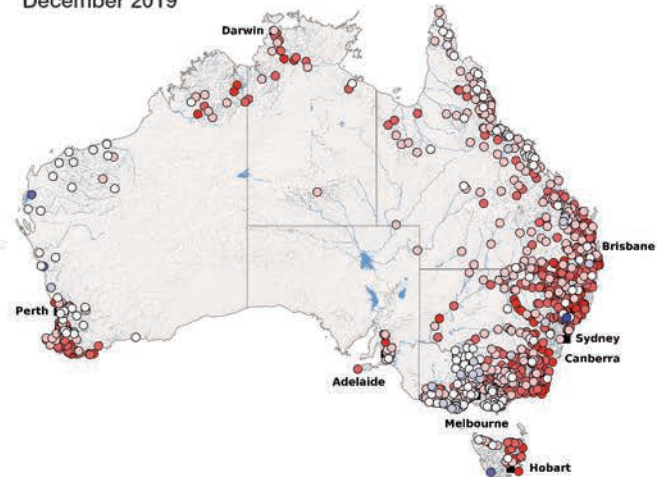 December 2019
Darwin
Brisbane
Perth
Sydney
Canberra
Adelaide
Melbourne
Hobart